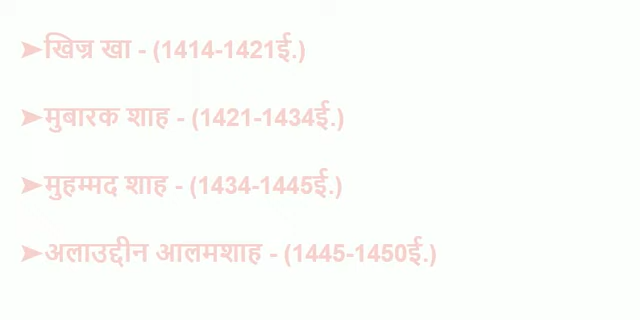 ➤खिज्र खा - (1414-1421ई.)
➤मुबारक शाह - (1421-1434ई.)
➤मुहम्मद शाह - (1434-1445ई.)
➤अलाउद्दीन आलमशाह - (1445-1450ई.)